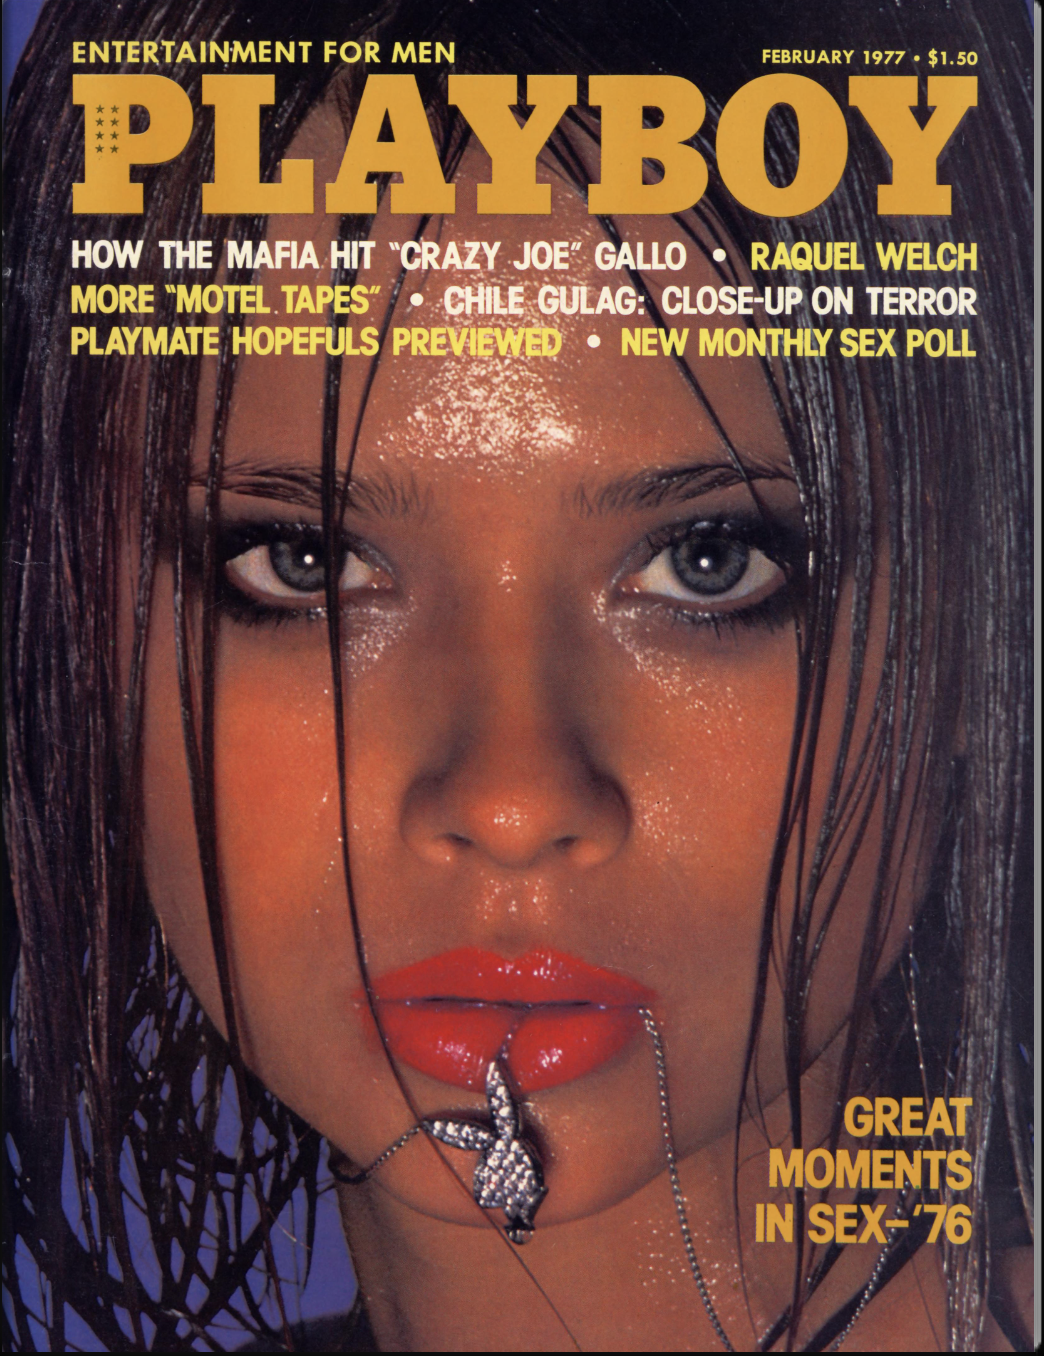 ENTERTAINMENT FOR MEN
FEBRUARY 1977 • $1.50
PLAYBOY
HOW THE MAFIA HIT "CRAZY JOE" GALLO • RAQUEL WELCH
MORE "MOTEL TAPES" • CHILE GULAG: CLOSE-UP ON TERROR
PLAYMATE HOPEFULS PREVIEWED • NEW MONTHLY SEX POLL
GREAT
MOMENTS
IN SEX–'76